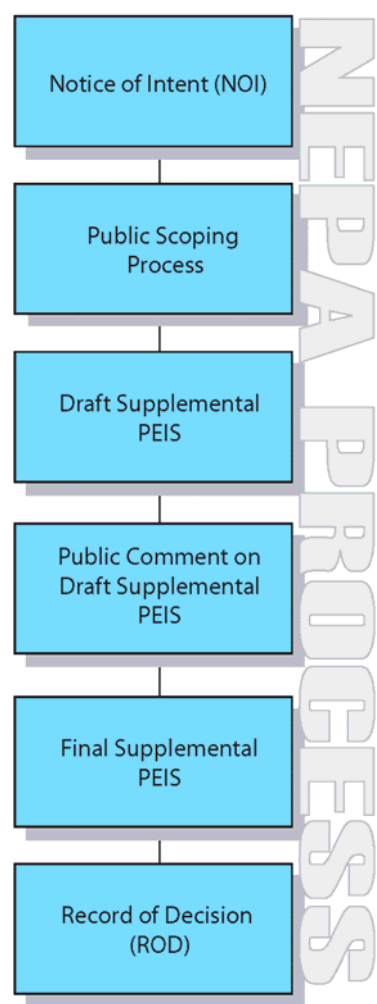 Notice of Intent (NOI)
Public Scoping
Process
Draft Supplemental
PEIS
Public Comment on
Draft Supplemental
PEIS
Final Supplemental
PEIS
Record of Decision
(ROD)
NEPA PROCESS